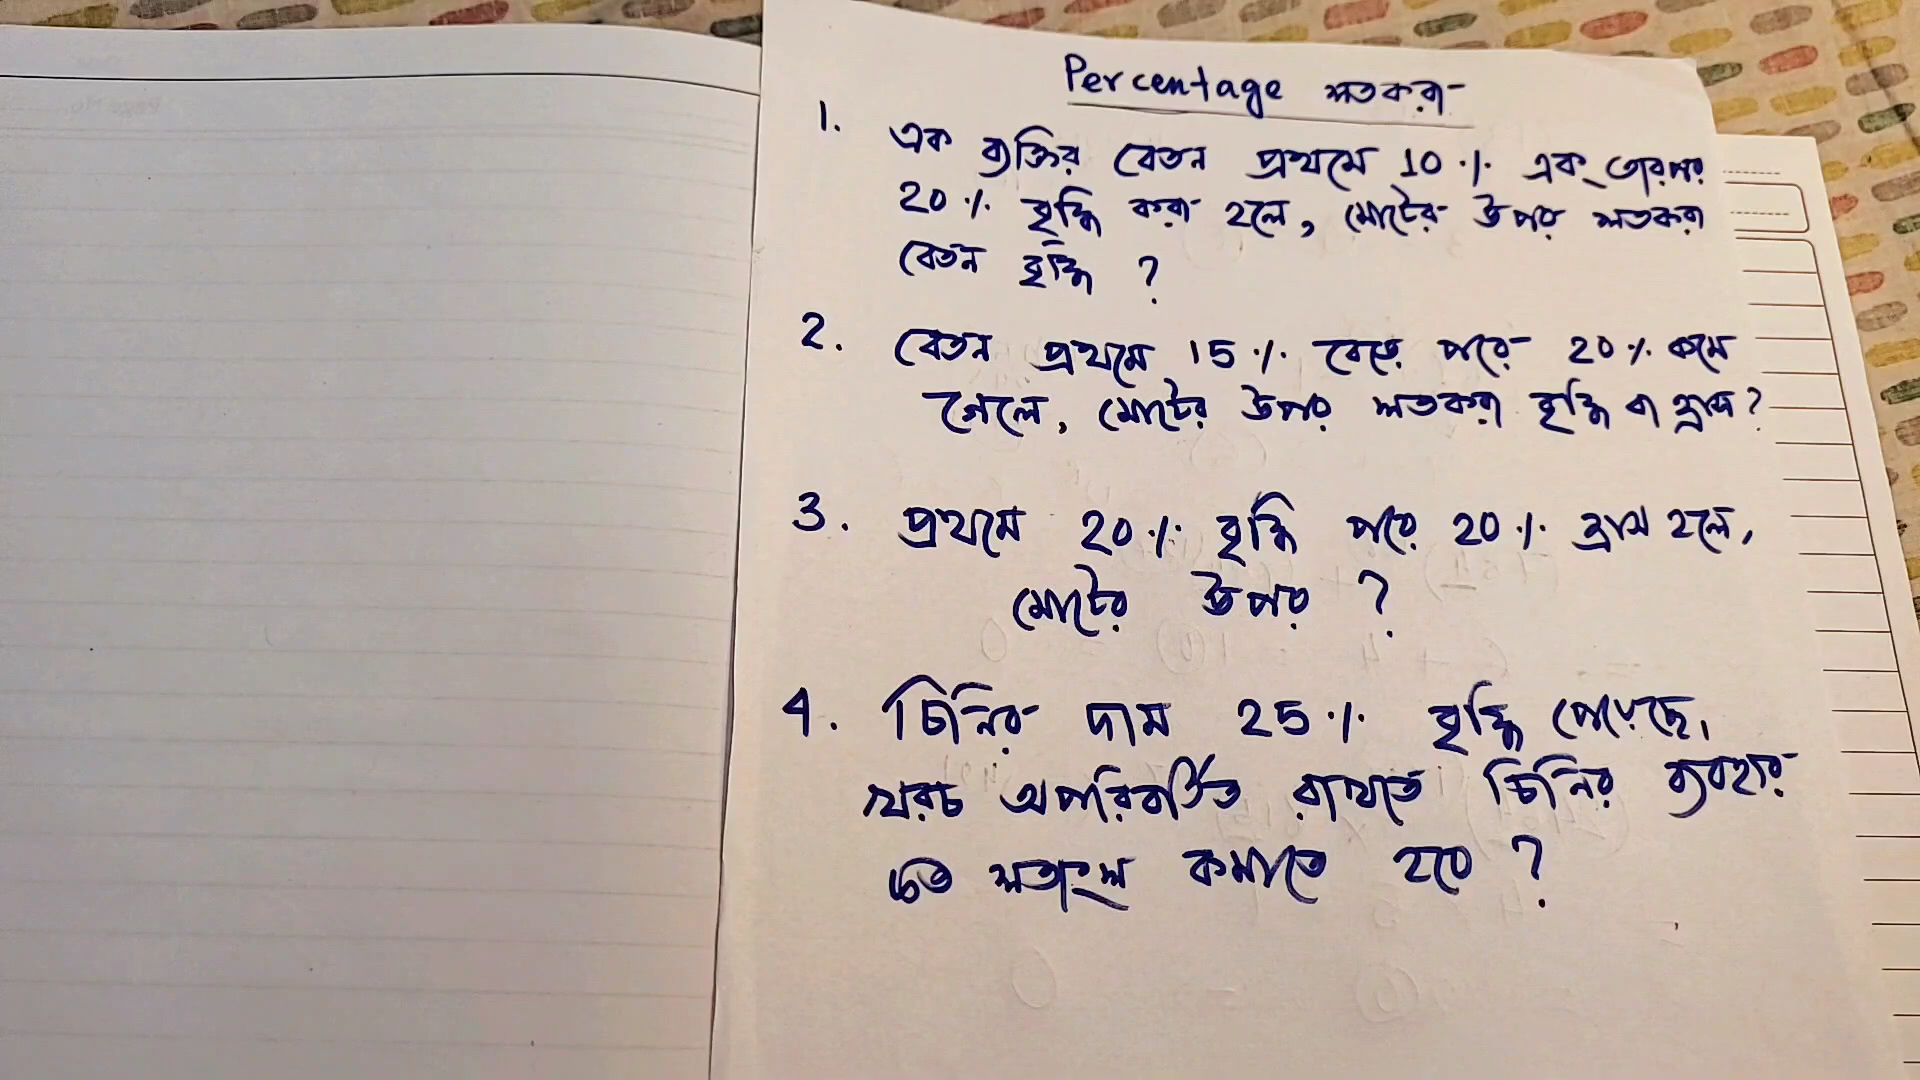 Percentage শতকরা
1. এক ব্যক্তির বেতন প্রথমে 10% এবং তারপর
20% বৃদ্ধি করা হলে, মোটের উপর শতকরা
বেতন বৃদ্ধি ?
2. বেতন প্রথমে 15% বেড়ে পরে 20% কমে
গেলে, মোটের উপর শতকরা বৃদ্ধি বা হ্রাস ?
3. প্রথমে 20% বৃদ্ধি পরে 20% হ্রাস হলে,
মোটের উপর ?
4. চিনির দাম 25% বৃদ্ধি পেয়েছে,
খরচ অপরিবর্তিত রাখতে চিনির ব্যবহার
কত শতাংশ কমাতে হবে ?